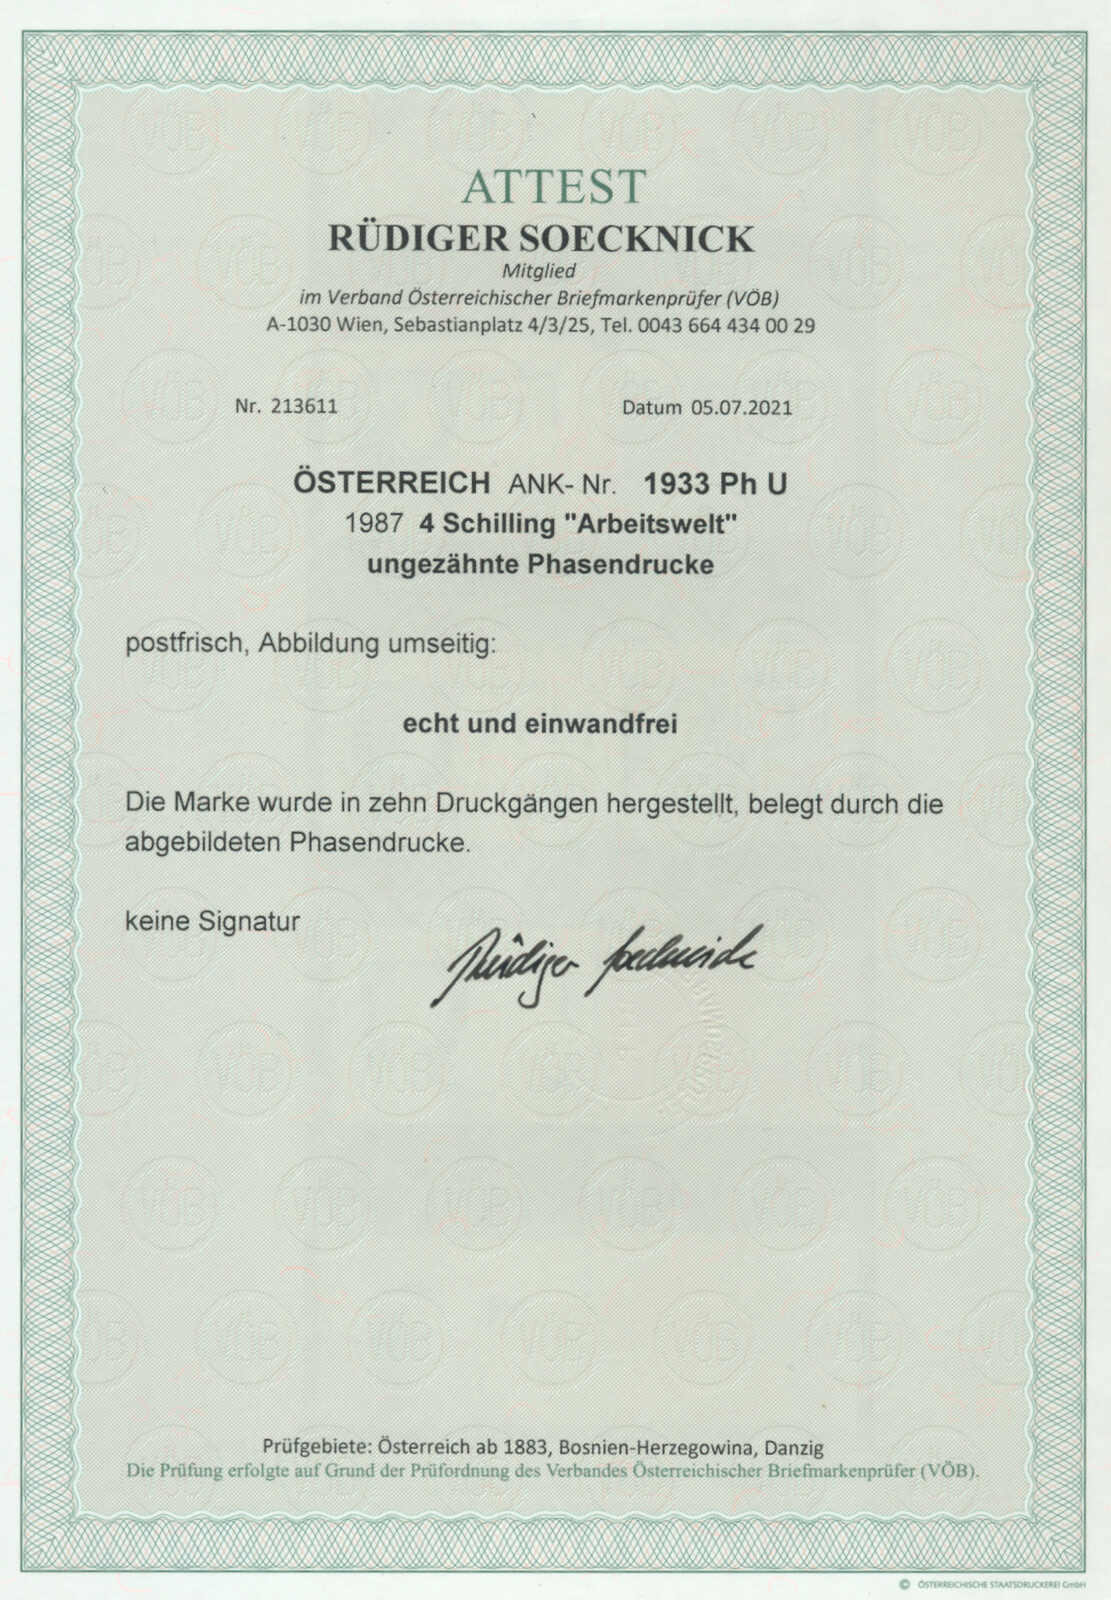 ATTEST
RÜDIGER SOECKNICK
Mitglied
im Verband Österreichischer Briefmarkenprüfer (VÖB)
A-1030 Wien, Sebastianplatz 4/3/25, Tel. 0043 664 434 00 29
Nr. 213611 Datum 05.07.2021
ÖSTERREICH ANK- Nr. 1933 Ph U
1987 4 Schilling "Arbeitswelt"
ungezähnte Phasendrucke
postfrisch, Abbildung umseitig:
echt und einwandfrei
Die Marke wurde in zehn Druckgängen hergestellt, belegt durch die
abgebildeten Phasendrucke.
keine Signatur
Rüdiger Soecknick
Prüfgebiete: Österreich ab 1883, Bosnien-Herzegowina, Danzig
Die Prüfung erfolgte auf Grund der Prüfordnung des Verbandes Österreichischer Briefmarkenprüfer (VÖB).
© ÖSTERREICHISCHE STAATSDRUCKEREI GmbH